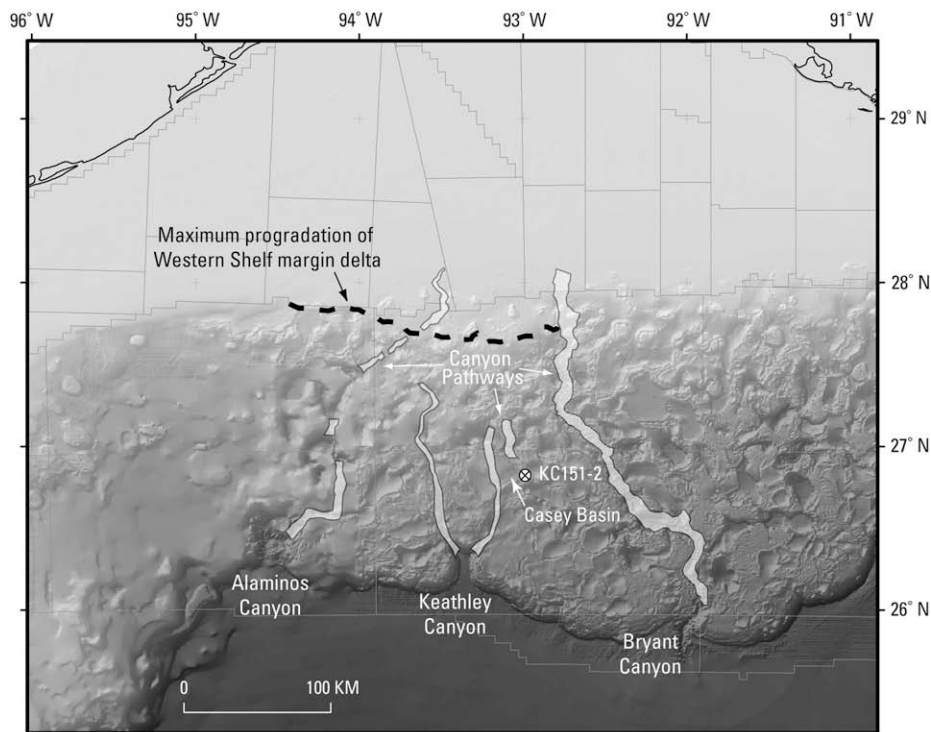 96° W
95° W
94° W
93° W
92° W
91° W
29° N
Maximum progradation of
Western Shelf margin delta
28° N
Canyon
Pathways
27° N
KC151-2
Casey Basin
Alaminos
Canyon
Keathley
Canyon
26° N
Bryant
Canyon
0
100 KM